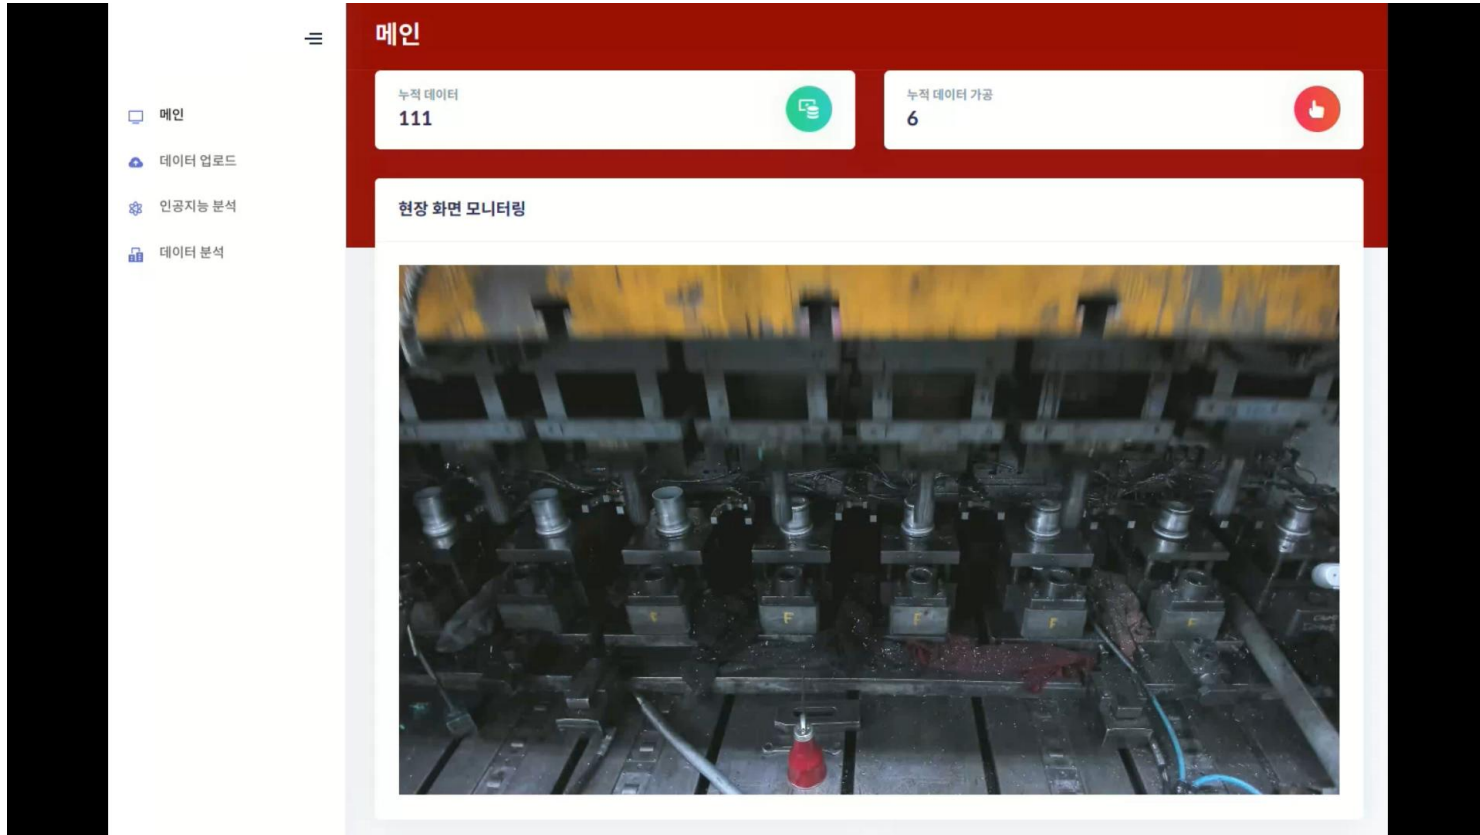 메인
메인
데이터 업로드
인공지능 분석
데이터 분석
누적 데이터
111
누적 데이터 가공
6
현장 화면 모니터링
F
F
F
F
F